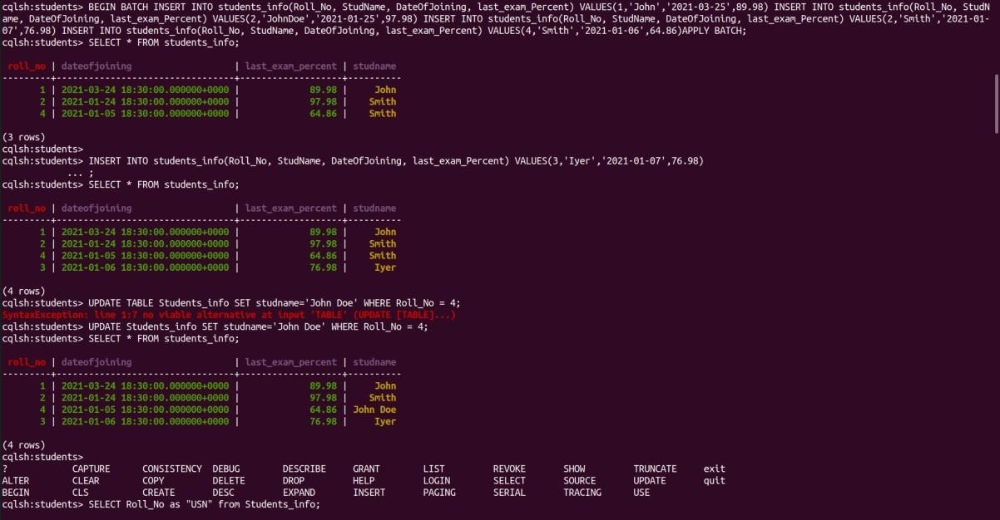 cqlsh:students> BEGIN BATCH INSERT INTO students_info(Roll_No, StudName, DateOfJoining, last_exam_Percent) VALUES(1,'John','2021-03-25',89.98) INSERT INTO students_info(Roll_No, StudN
ame, DateOfJoining, last_exam_Percent) VALUES(2,'JohnDoe','2021-01-25',97.98) INSERT INTO students_info(Roll_No, StudName, DateOfJoining, last_exam_Percent) VALUES(2,'Smith','2021-01-
07',76.98) INSERT INTO students_info(Roll_No, StudName, DateOfJoining, last_exam_Percent) VALUES(4,'Smith','2021-01-06',64.86)APPLY BATCH;
cqlsh:students> SELECT * FROM students_info;

 roll_no | dateofjoining                   | last_exam_percent | studname
---------+---------------------------------+-------------------+----------
       1 | 2021-03-24 18:30:00.000000+0000 |             89.98 |     John
       2 | 2021-01-24 18:30:00.000000+0000 |             97.98 |    Smith
       4 | 2021-01-05 18:30:00.000000+0000 |             64.86 |    Smith

(3 rows)
cqlsh:students>
cqlsh:students> INSERT INTO students_info(Roll_No, StudName, DateOfJoining, last_exam_Percent) VALUES(3,'Iyer','2021-01-07',76.98)
            ... ;
cqlsh:students> SELECT * FROM students_info;

 roll_no | dateofjoining                   | last_exam_percent | studname
---------+---------------------------------+-------------------+----------
       1 | 2021-03-24 18:30:00.000000+0000 |             89.98 |     John
       2 | 2021-01-24 18:30:00.000000+0000 |             97.98 |    Smith
       4 | 2021-01-05 18:30:00.000000+0000 |             64.86 |    Smith
       3 | 2021-01-06 18:30:00.000000+0000 |             76.98 |     Iyer

(4 rows)
cqlsh:students> UPDATE TABLE Students_info SET studname='John Doe' WHERE Roll_No = 4;
SyntaxException: line 1:7 no viable alternative at input 'TABLE' (UPDATE [TABLE]...)
cqlsh:students> UPDATE Students_info SET studname='John Doe' WHERE Roll_No = 4;
cqlsh:students> SELECT * FROM students_info;

 roll_no | dateofjoining                   | last_exam_percent | studname
---------+---------------------------------+-------------------+----------
       1 | 2021-03-24 18:30:00.000000+0000 |             89.98 |     John
       2 | 2021-01-24 18:30:00.000000+0000 |             97.98 |    Smith
       4 | 2021-01-05 18:30:00.000000+0000 |             64.86 | John Doe
       3 | 2021-01-06 18:30:00.000000+0000 |             76.98 |     Iyer

(4 rows)
cqlsh:students>
?            CAPTURE      CONSISTENCY  DEBUG        DESCRIBE     GRANT        LIST         REVOKE       SHOW         TRUNCATE     exit
ALTER        CLEAR        COPY         DELETE       DROP         HELP         LOGIN        SELECT       SOURCE       UPDATE       quit
BEGIN        CLS          CREATE       DESC         EXPAND       INSERT       PAGING       SERIAL       TRACING      USE
cqlsh:students> SELECT Roll_No as "USN" from Students_info;